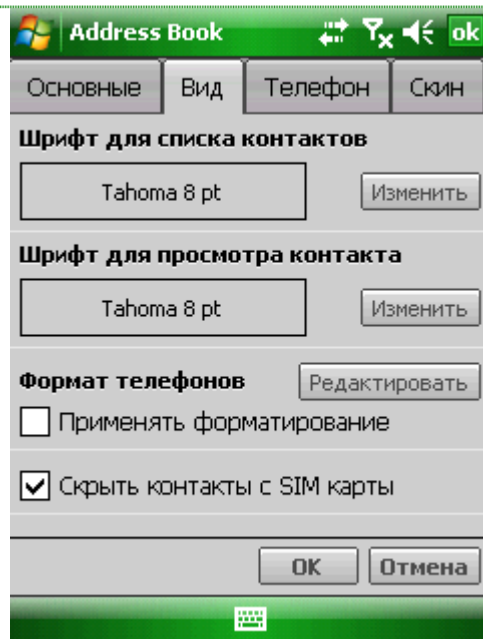 Address Book ok
Основные Вид Телефон Скин
Шрифт для списка контактов
Tahoma 8 pt Изменить
Шрифт для просмотра контакта
Tahoma 8 pt Изменить
Формат телефонов Редактировать
Применять форматирование
Скрыть контакты с SIM карты
OK Отмена